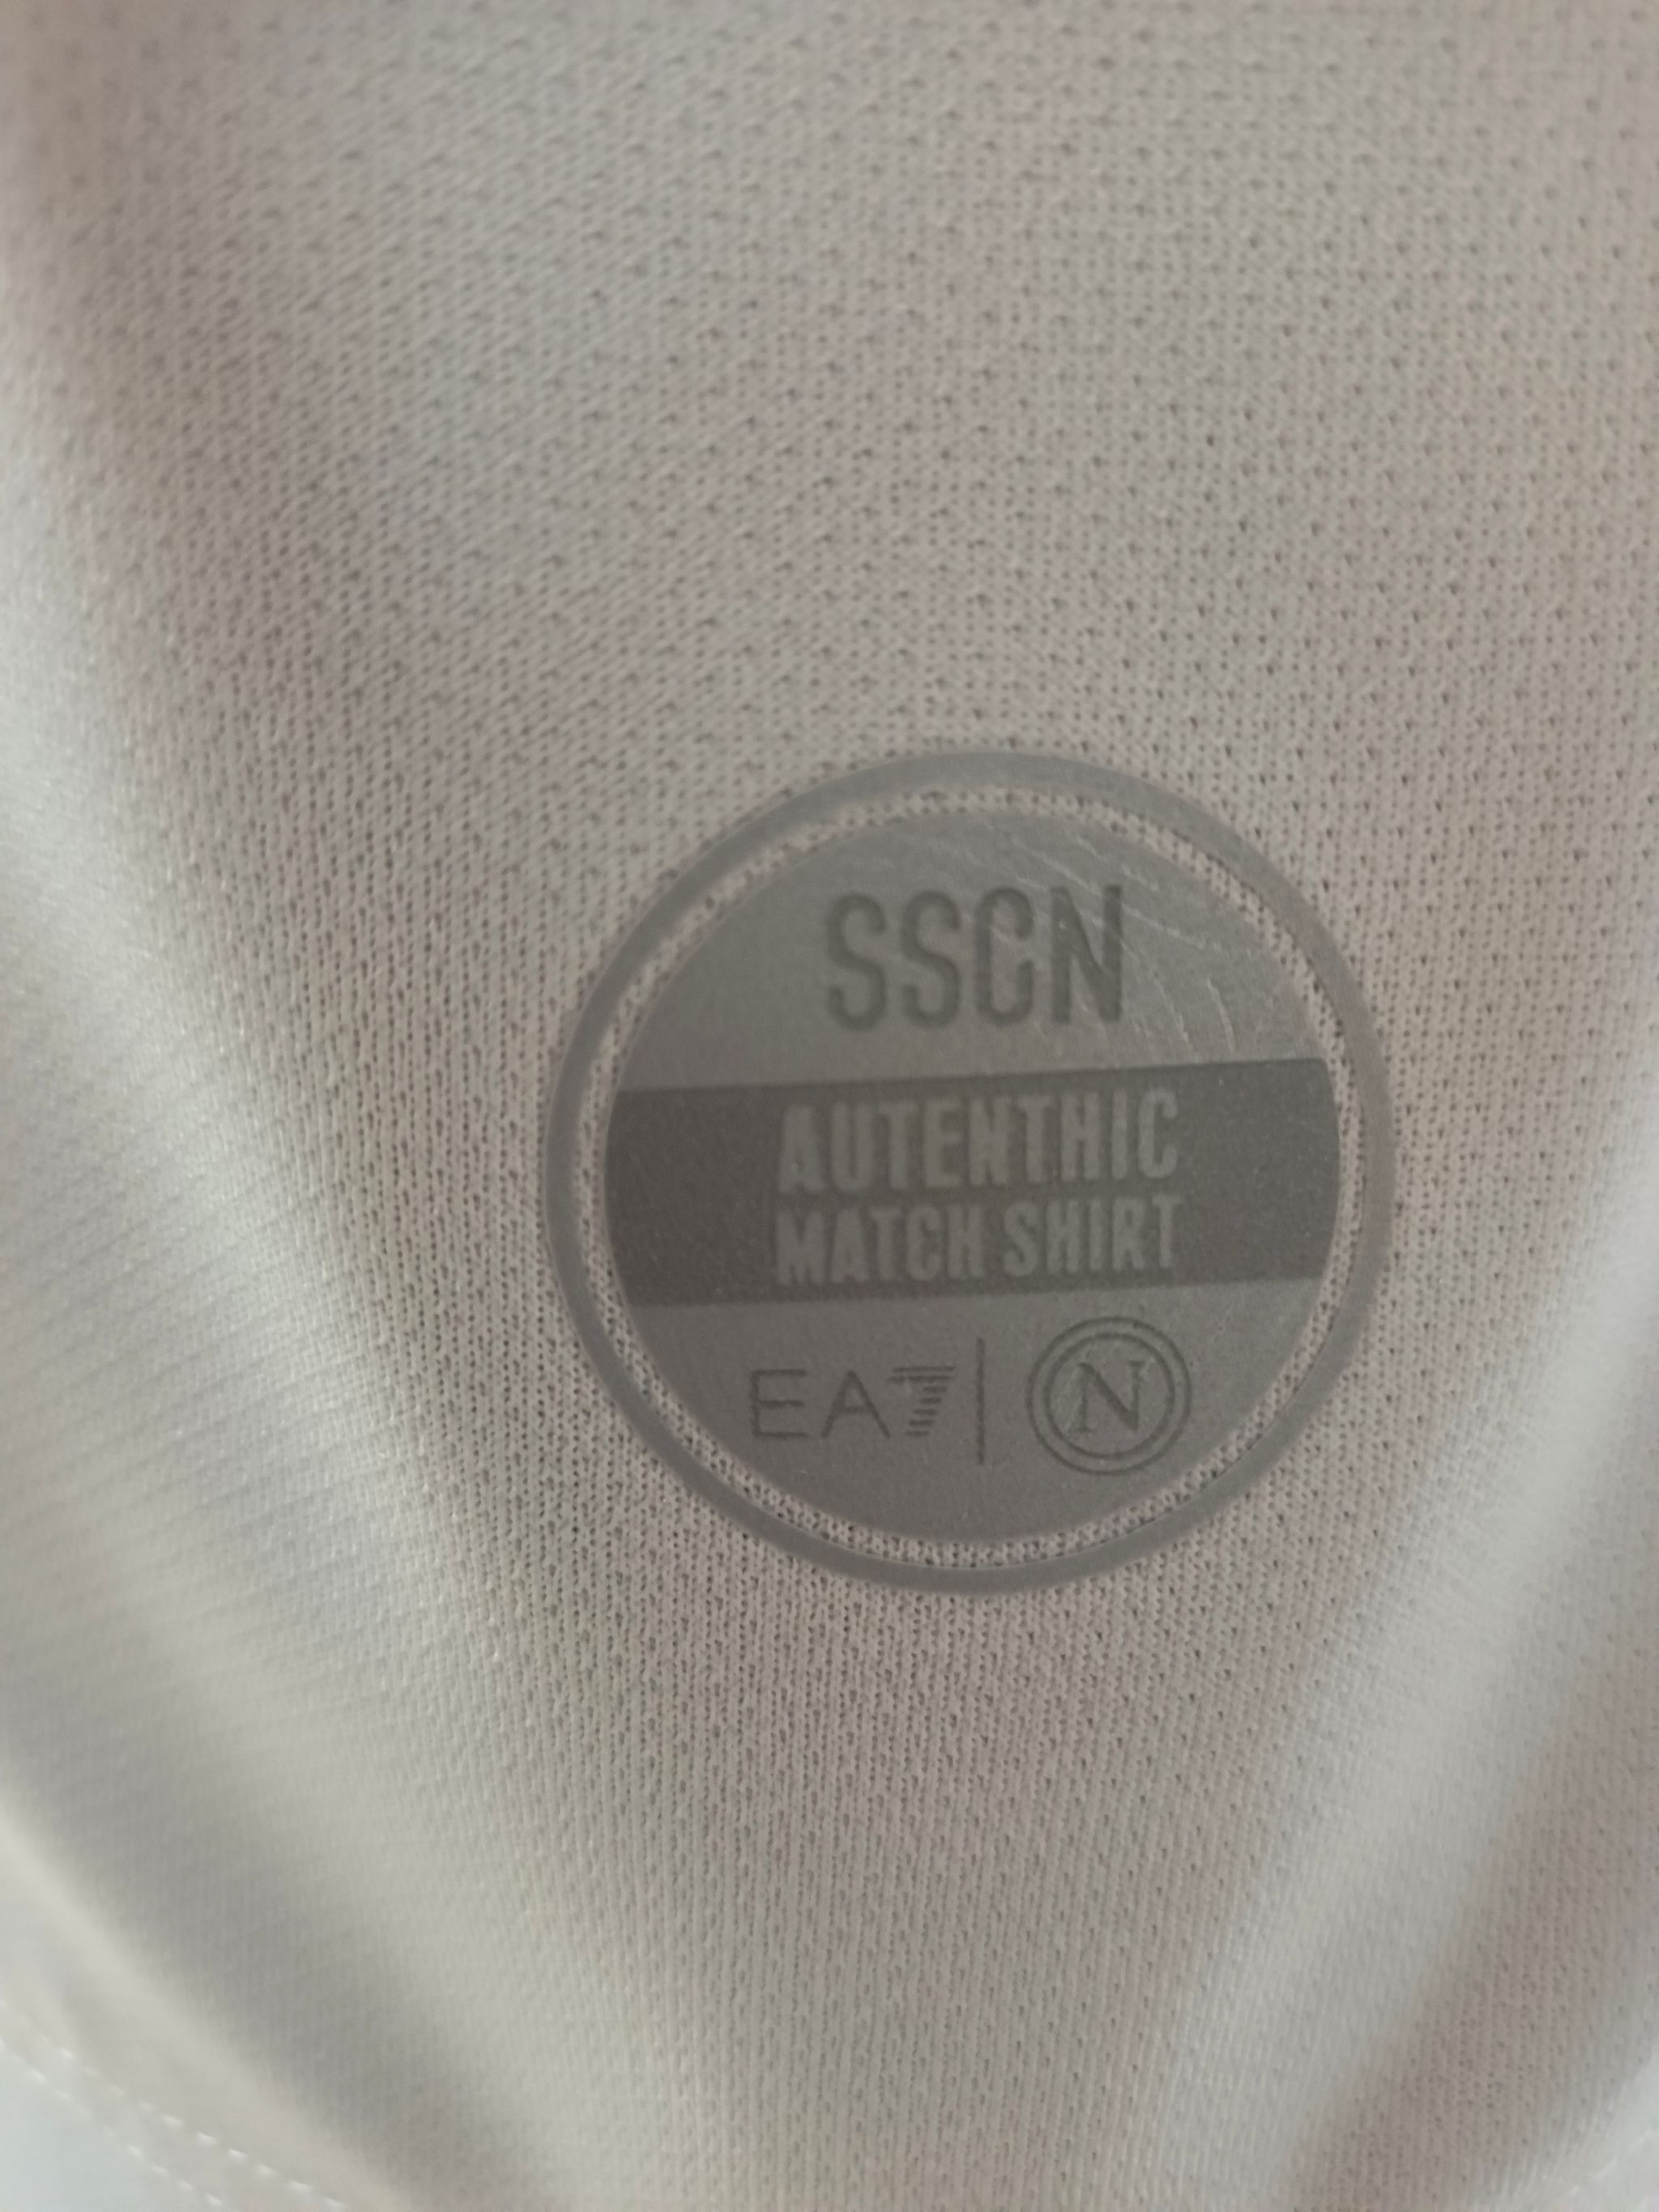 SSCN
AUTENTHIC
MATCH SHIRT
EA7 N